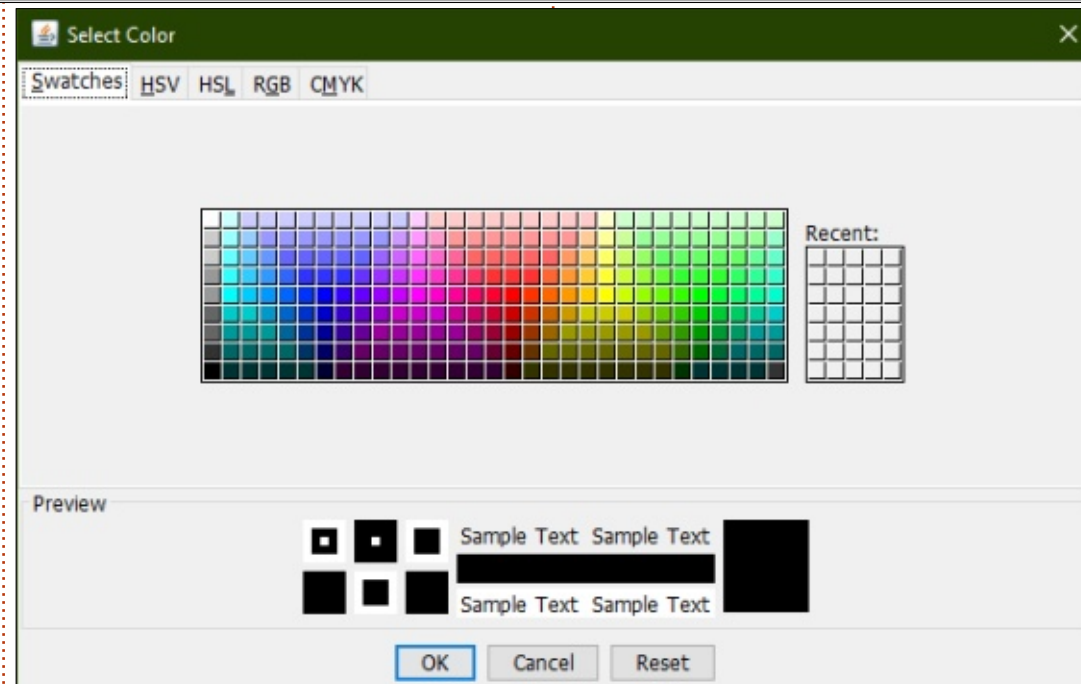 Select Color
Swatches HSV HSL RGB CMYK
Recent:
Preview
Sample Text Sample Text
Sample Text Sample Text
OK Cancel Reset